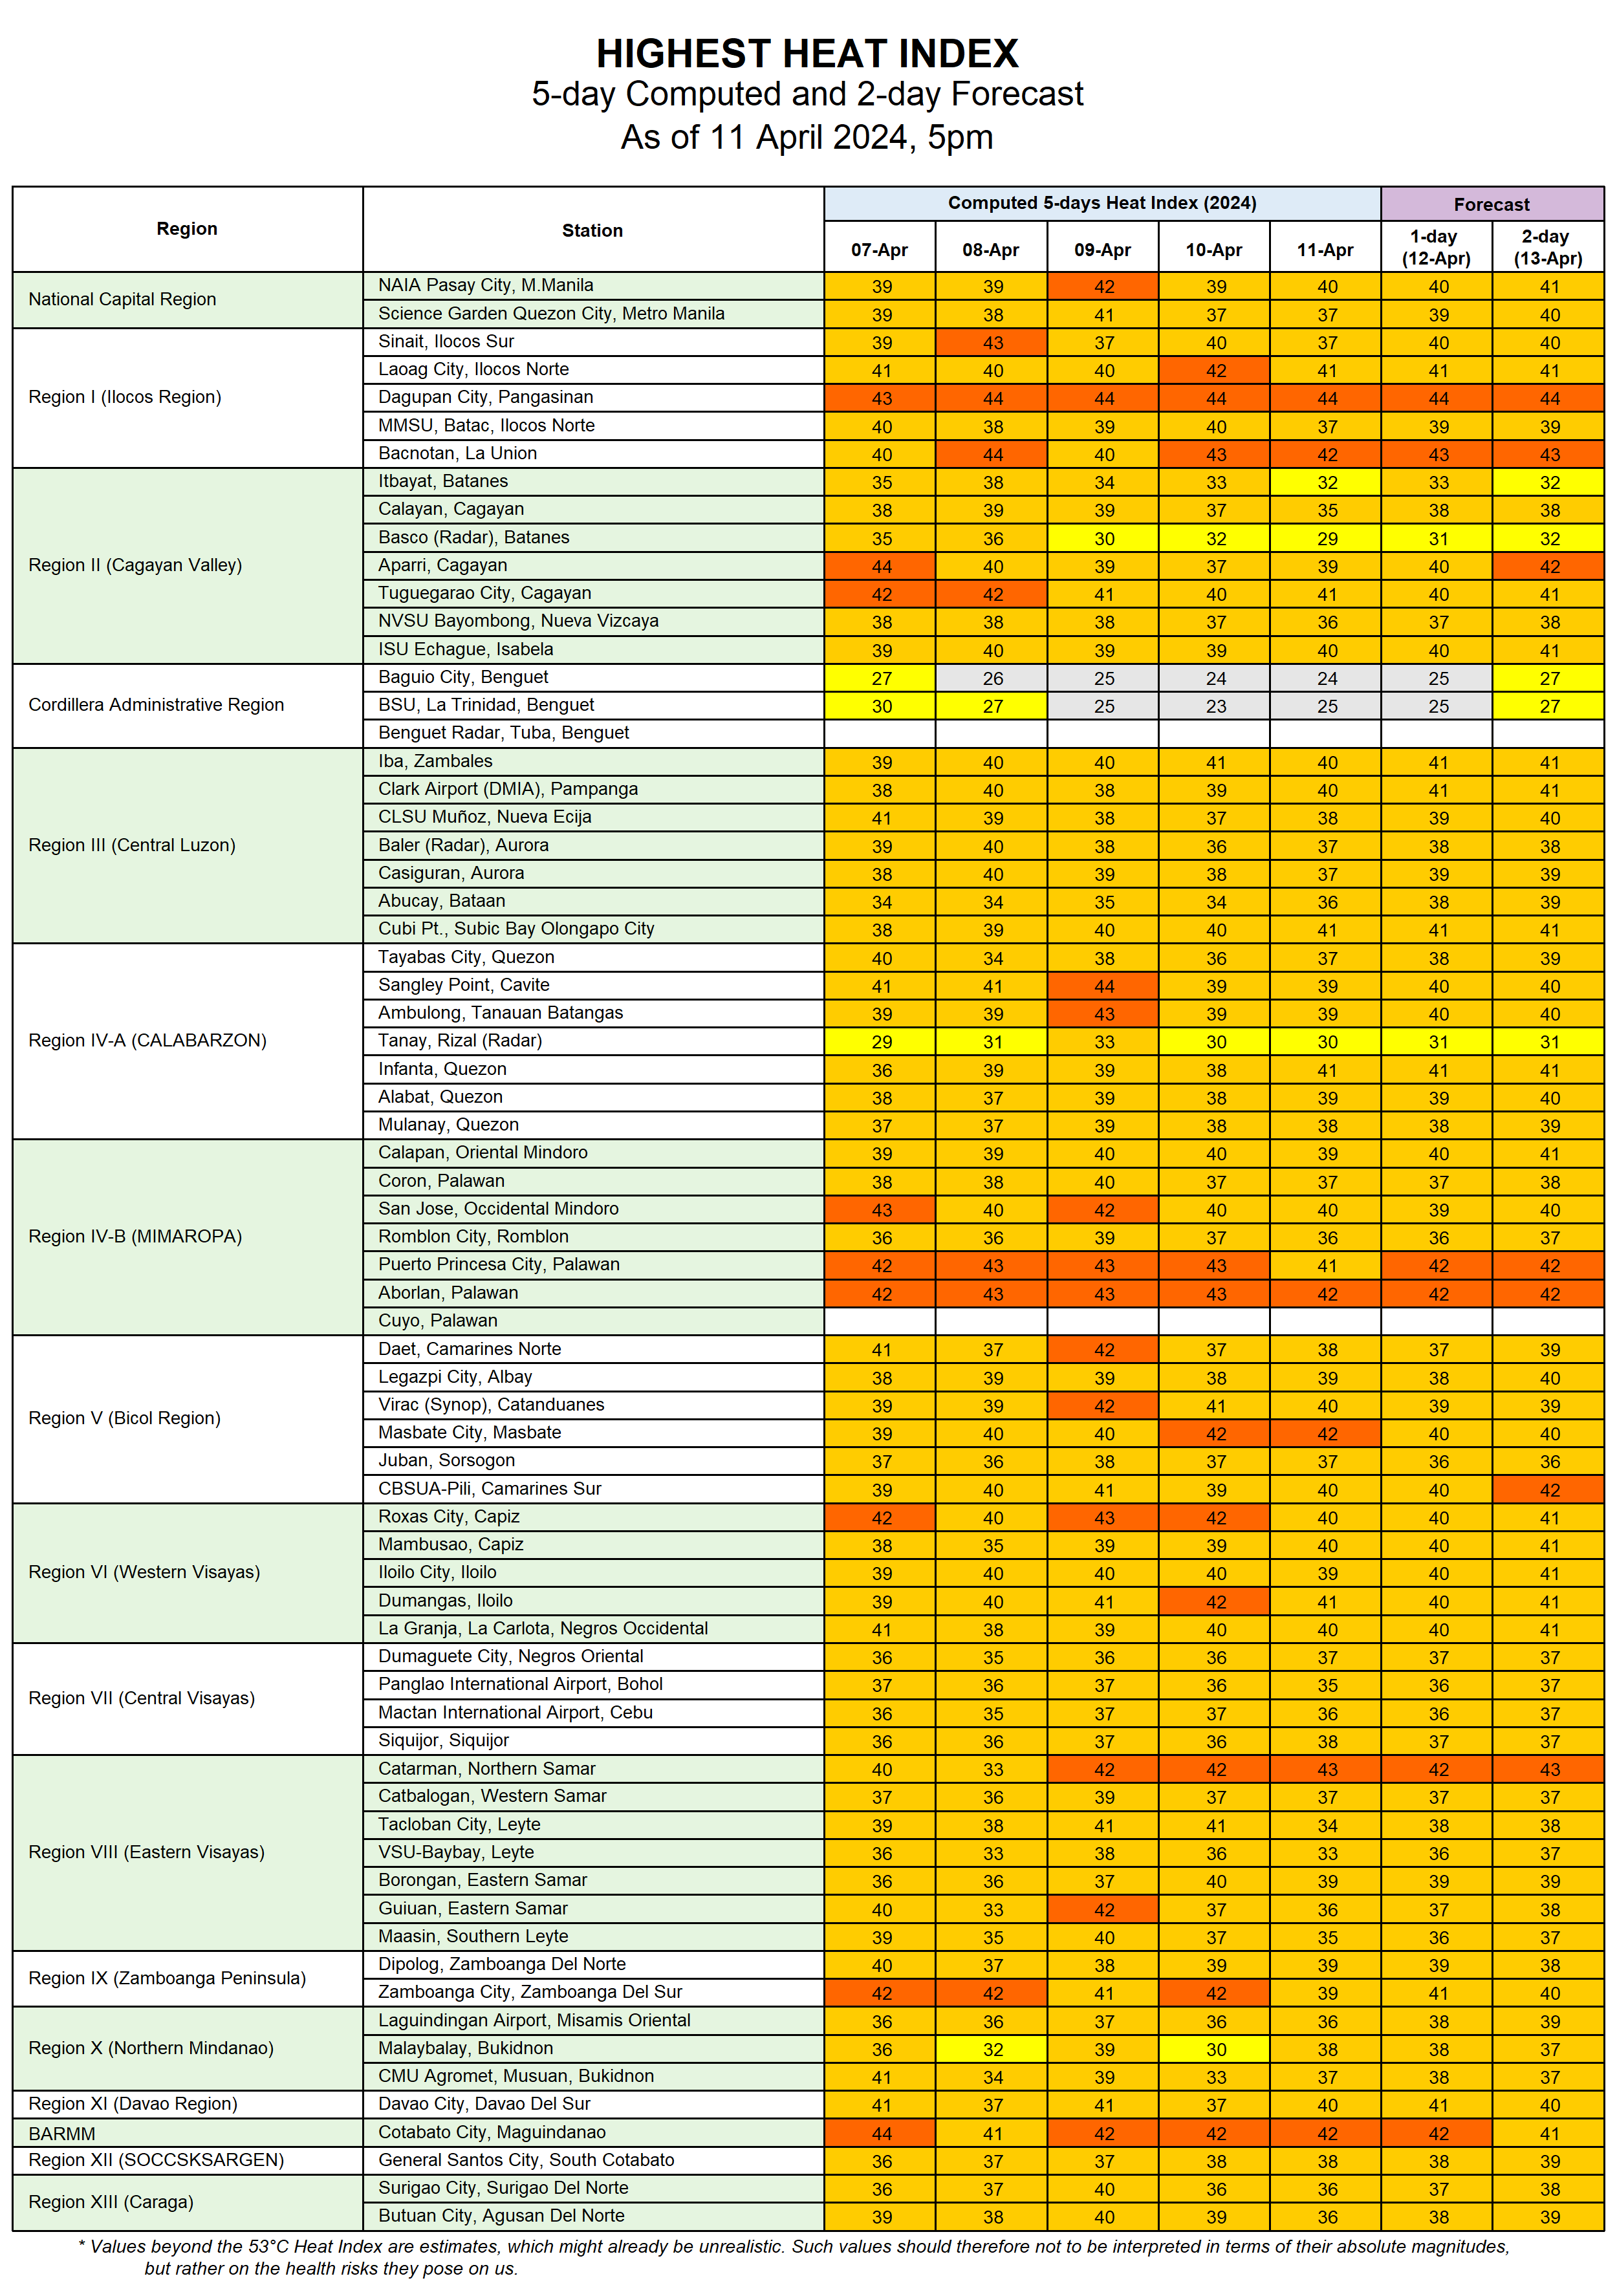 HIGHEST HEAT INDEX
5-day Computed and 2-day Forecast
As of 11 April 2024, 5pm
Region Station Computed 5-days Heat Index (2024) Forecast
07-Apr 08-Apr 09-Apr 10-Apr 11-Apr 1-day (12-Apr) 2-day (13-Apr)
National Capital Region
NAIA Pasay City, M.Manila 39 39 42 39 40 40 41
Science Garden Quezon City, Metro Manila 39 38 41 37 37 39 40
Region I (Ilocos Region)
Sinait, Ilocos Sur 39 43 37 40 37 40 40
Laoag City, Ilocos Norte 41 40 40 42 41 41 41
Dagupan City, Pangasinan 43 44 44 44 44 44 44
MMSU, Batac, Ilocos Norte 40 38 39 40 37 39 39
Bacnotan, La Union 40 44 40 43 42 43 43
Region II (Cagayan Valley)
Itbayat, Batanes 35 38 34 33 32 33 32
Calayan, Cagayan 38 39 39 37 35 38 38
Basco (Radar), Batanes 35 36 30 32 29 31 32
Aparri, Cagayan 44 40 39 37 39 40 42
Tuguegarao City, Cagayan 42 42 41 40 41 40 41
NVSU Bayombong, Nueva Vizcaya 38 38 38 37 36 37 38
ISU Echague, Isabela 39 40 39 39 40 40 41
Cordillera Administrative Region
Baguio City, Benguet 27 26 25 24 24 25 27
BSU, La Trinidad, Benguet 30 27 25 23 25 25 27
Benguet Radar, Tuba, Benguet
Region III (Central Luzon)
Iba, Zambales 39 40 40 41 40 41 41
Clark Airport (DMIA), Pampanga 38 40 38 39 40 41 41
CLSU Muñoz, Nueva Ecija 41 39 38 37 38 39 40
Baler (Radar), Aurora 39 40 38 36 37 38 38
Casiguran, Aurora 38 40 39 38 37 39 39
Abucay, Bataan 34 34 35 34 36 38 39
Cubi Pt., Subic Bay Olongapo City 38 39 40 40 41 41 41
Region IV-A (CALABARZON)
Tayabas City, Quezon 40 34 38 36 37 38 39
Sangley Point, Cavite 41 41 44 39 39 40 40
Ambulong, Tanauan Batangas 39 39 43 39 39 40 40
Tanay, Rizal (Radar) 29 31 33 30 30 31 31
Infanta, Quezon 36 39 39 38 41 41 41
Alabat, Quezon 38 37 39 38 39 39 40
Mulanay, Quezon 37 37 39 38 38 38 39
Region IV-B (MIMAROPA)
Calapan, Oriental Mindoro 39 39 40 40 39 40 41
Coron, Palawan 38 38 40 37 37 37 38
San Jose, Occidental Mindoro 43 40 42 40 40 39 40
Romblon City, Romblon 36 36 39 37 36 36 37
Puerto Princesa City, Palawan 42 43 43 43 41 42 42
Aborlan, Palawan 42 43 43 43 42 42 42
Cuyo, Palawan
Region V (Bicol Region)
Daet, Camarines Norte 41 37 42 37 38 37 39
Legazpi City, Albay 38 39 39 38 39 38 40
Virac (Synop), Catanduanes 39 39 42 41 40 39 39
Masbate City, Masbate 39 40 40 42 42 40 40
Juban, Sorsogon 37 36 38 37 37 36 36
CBSUA-Pili, Camarines Sur 39 40 41 39 40 40 42
Region VI (Western Visayas)
Roxas City, Capiz 42 40 43 42 40 40 41
Mambusao, Capiz 38 35 39 39 40 40 41
Iloilo City, Iloilo 39 40 40 40 39 40 41
Dumangas, Iloilo 39 40 41 42 41 40 41
La Granja, La Carlota, Negros Occidental 41 38 39 40 40 40 41
Region VII (Central Visayas)
Dumaguete City, Negros Oriental 36 35 36 36 37 37 37
Panglao International Airport, Bohol 37 36 37 36 35 36 37
Mactan International Airport, Cebu 36 35 37 37 36 36 37
Siquijor, Siquijor 36 36 37 36 38 37 37
Region VIII (Eastern Visayas)
Catarman, Northern Samar 40 33 42 42 43 42 43
Catbalogan, Western Samar 37 36 39 37 37 37 37
Tacloban City, Leyte 39 38 41 41 34 38 38
VSU-Baybay, Leyte 36 33 38 36 33 36 37
Borongan, Eastern Samar 36 36 37 40 39 39 39
Guiuan, Eastern Samar 40 33 42 37 36 37 38
Maasin, Southern Leyte 39 35 40 37 35 36 37
Region IX (Zamboanga Peninsula)
Dipolog, Zamboanga Del Norte 40 37 38 39 39 39 38
Zamboanga City, Zamboanga Del Sur 42 42 41 42 39 41 40
Region X (Northern Mindanao)
Laguindingan Airport, Misamis Oriental 36 36 37 36 36 38 39
Malaybalay, Bukidnon 36 32 39 30 38 38 37
CMU Agromet, Musuan, Bukidnon 41 34 39 33 37 38 37
Region XI (Davao Region) Davao City, Davao Del Sur 41 37 41 37 40 41 40
BARMM Cotabato City, Maguindanao 44 41 42 42 42 42 41
Region XII (SOCCSKSARGEN) General Santos City, South Cotabato 36 37 37 38 38 38 39
Region XIII (Caraga)
Surigao City, Surigao Del Norte 36 37 40 36 36 37 38
Butuan City, Agusan Del Norte 39 38 40 39 36 38 39
* Values beyond the 53°C Heat Index are estimates, which might already be unrealistic. Such values should therefore not to be interpreted in terms of their absolute magnitudes,
but rather on the health risks they pose on us.